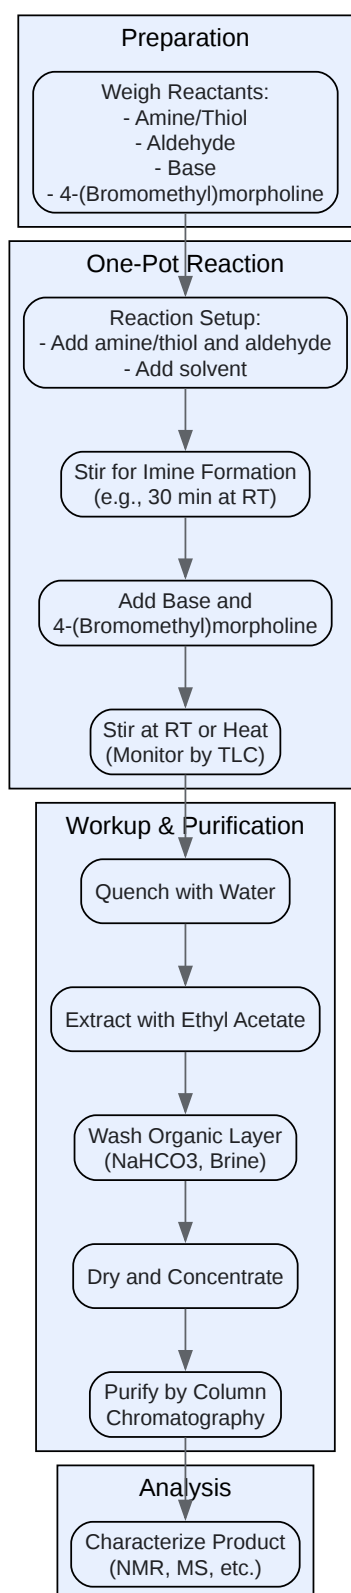 Preparation
Weigh Reactants:
- Amine/Thiol
- Aldehyde
- Base
- 4-(Bromomethyl)morpholine
One-Pot Reaction
Reaction Setup:
- Add amine/thiol and aldehyde
- Add solvent
Stir for Imine Formation
(e.g., 30 min at RT)
Add Base and
4-(Bromomethyl)morpholine
Stir at RT or Heat
(Monitor by TLC)
Workup & Purification
Quench with Water
Extract with Ethyl Acetate
Wash Organic Layer
(NaHCO3, Brine)
Dry and Concentrate
Purify by Column
Chromatography
Analysis
Characterize Product
(NMR, MS, etc.)